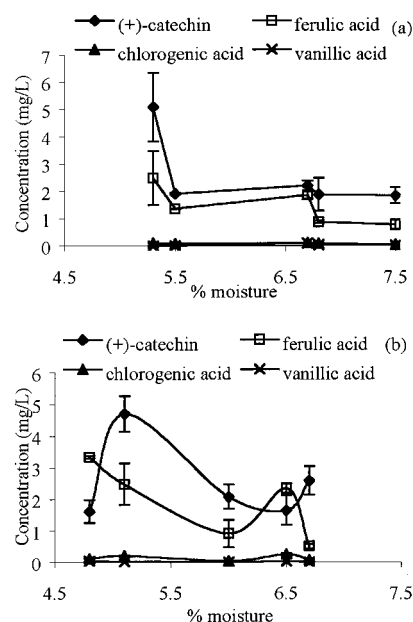 (+)-catechin ferulic acid (a)
chlorogenic acid vanillic acid
Concentration (mg/L)
7
6
5
4
3
2
1
0
4.5 5.5 6.5 7.5
% moisture
(+)-catechin ferulic acid (b)
chlorogenic acid vanillic acid
Concentration (mg/L)
6
5
4
3
2
1
0
4.5 5.5 6.5 7.5
% moisture